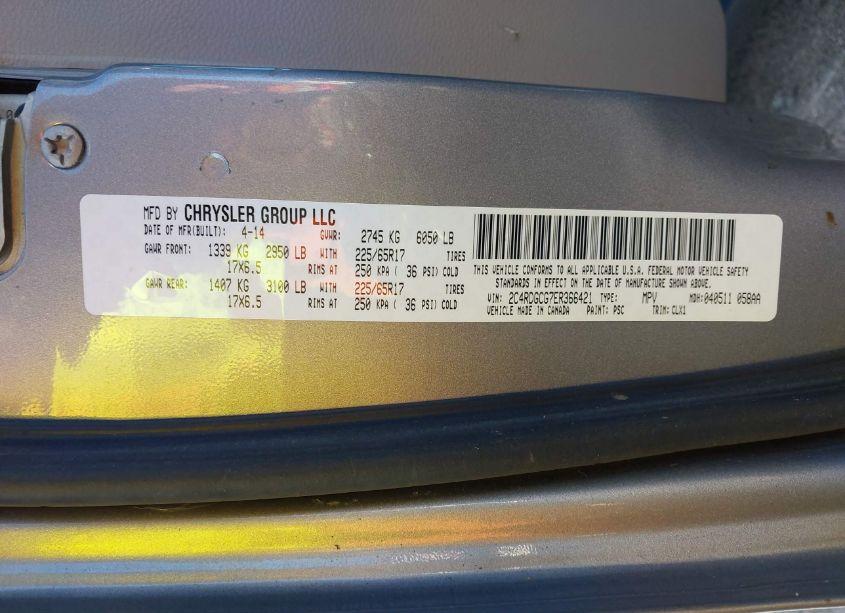 MFD BY CHRYSLER GROUP LLC
DATE OF MFR(BUILT): 4-14 GVWR: 2745 KG 6050 LB
GAWR FRONT: 1339 KG 2950 LB WITH 225/65R17 TIRES
17X6.5 RIMS AT 250 KPA ( 36 PSI) COLD
GAWR REAR: 1407 KG 3100 LB WITH 225/65R17 TIRES
17X6.5 RIMS AT 250 KPA ( 36 PSI) COLD
THIS VEHICLE CONFORMS TO ALL APPLICABLE U.S.A. FEDERAL MOTOR VEHICLE SAFETY
STANDARDS IN EFFECT ON THE DATE OF MANUFACTURE SHOWN ABOVE.
VIN: 2C4RDGCG7ER366421 TYPE: MPV MDH:040511 058AA
VEHICLE MADE IN CANADA PAINT: PSC TRIM: CLX1